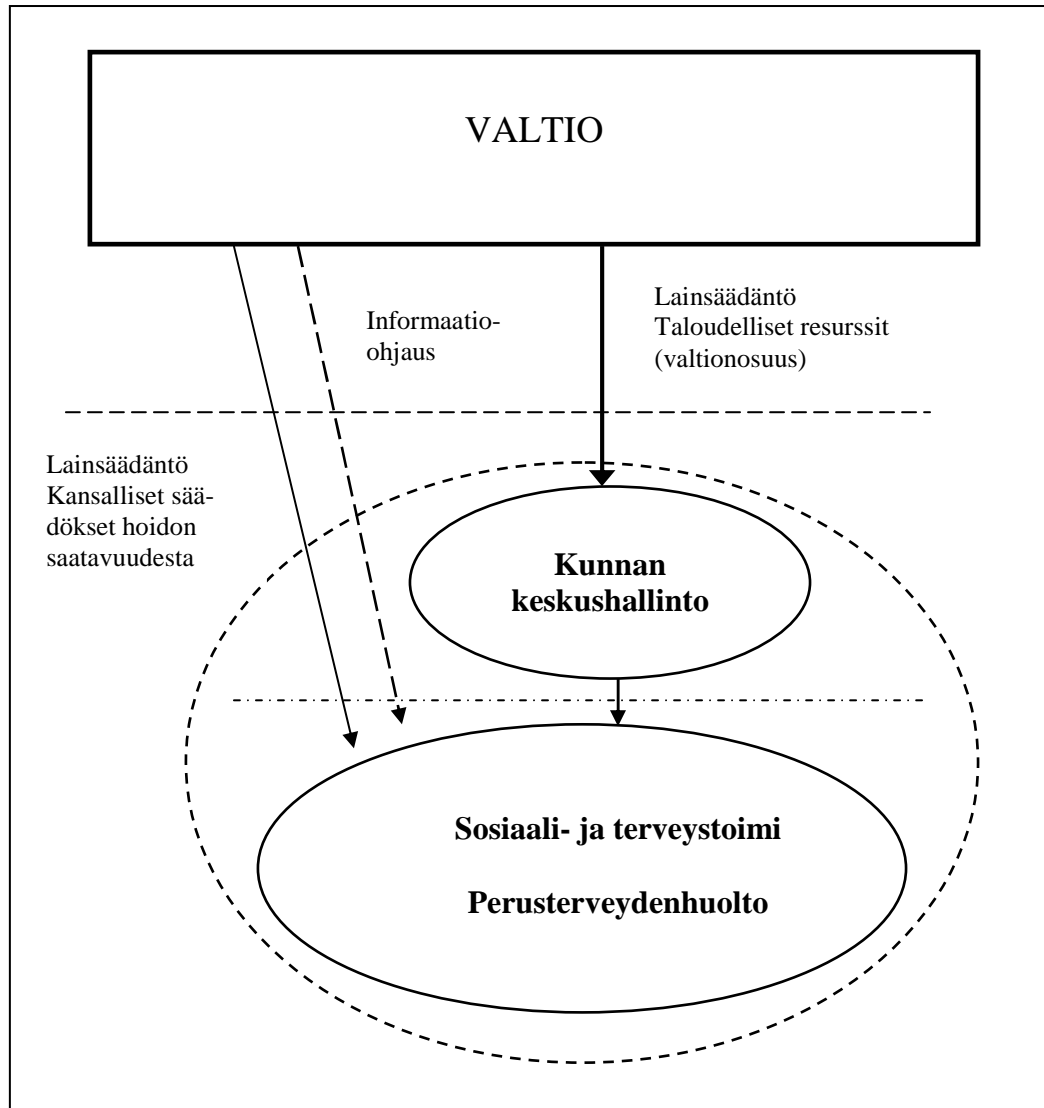 VALTIO
Informaatio-
ohjaus
Lainsäädäntö
Taloudelliset resurssit
(valtionosuus)
Lainsäädäntö
Kansalliset sää-
dökset hoidon
saatavuudesta
Kunnan
keskushallinto
Sosiaali- ja terveystoimi
Perusterveydenhuolto